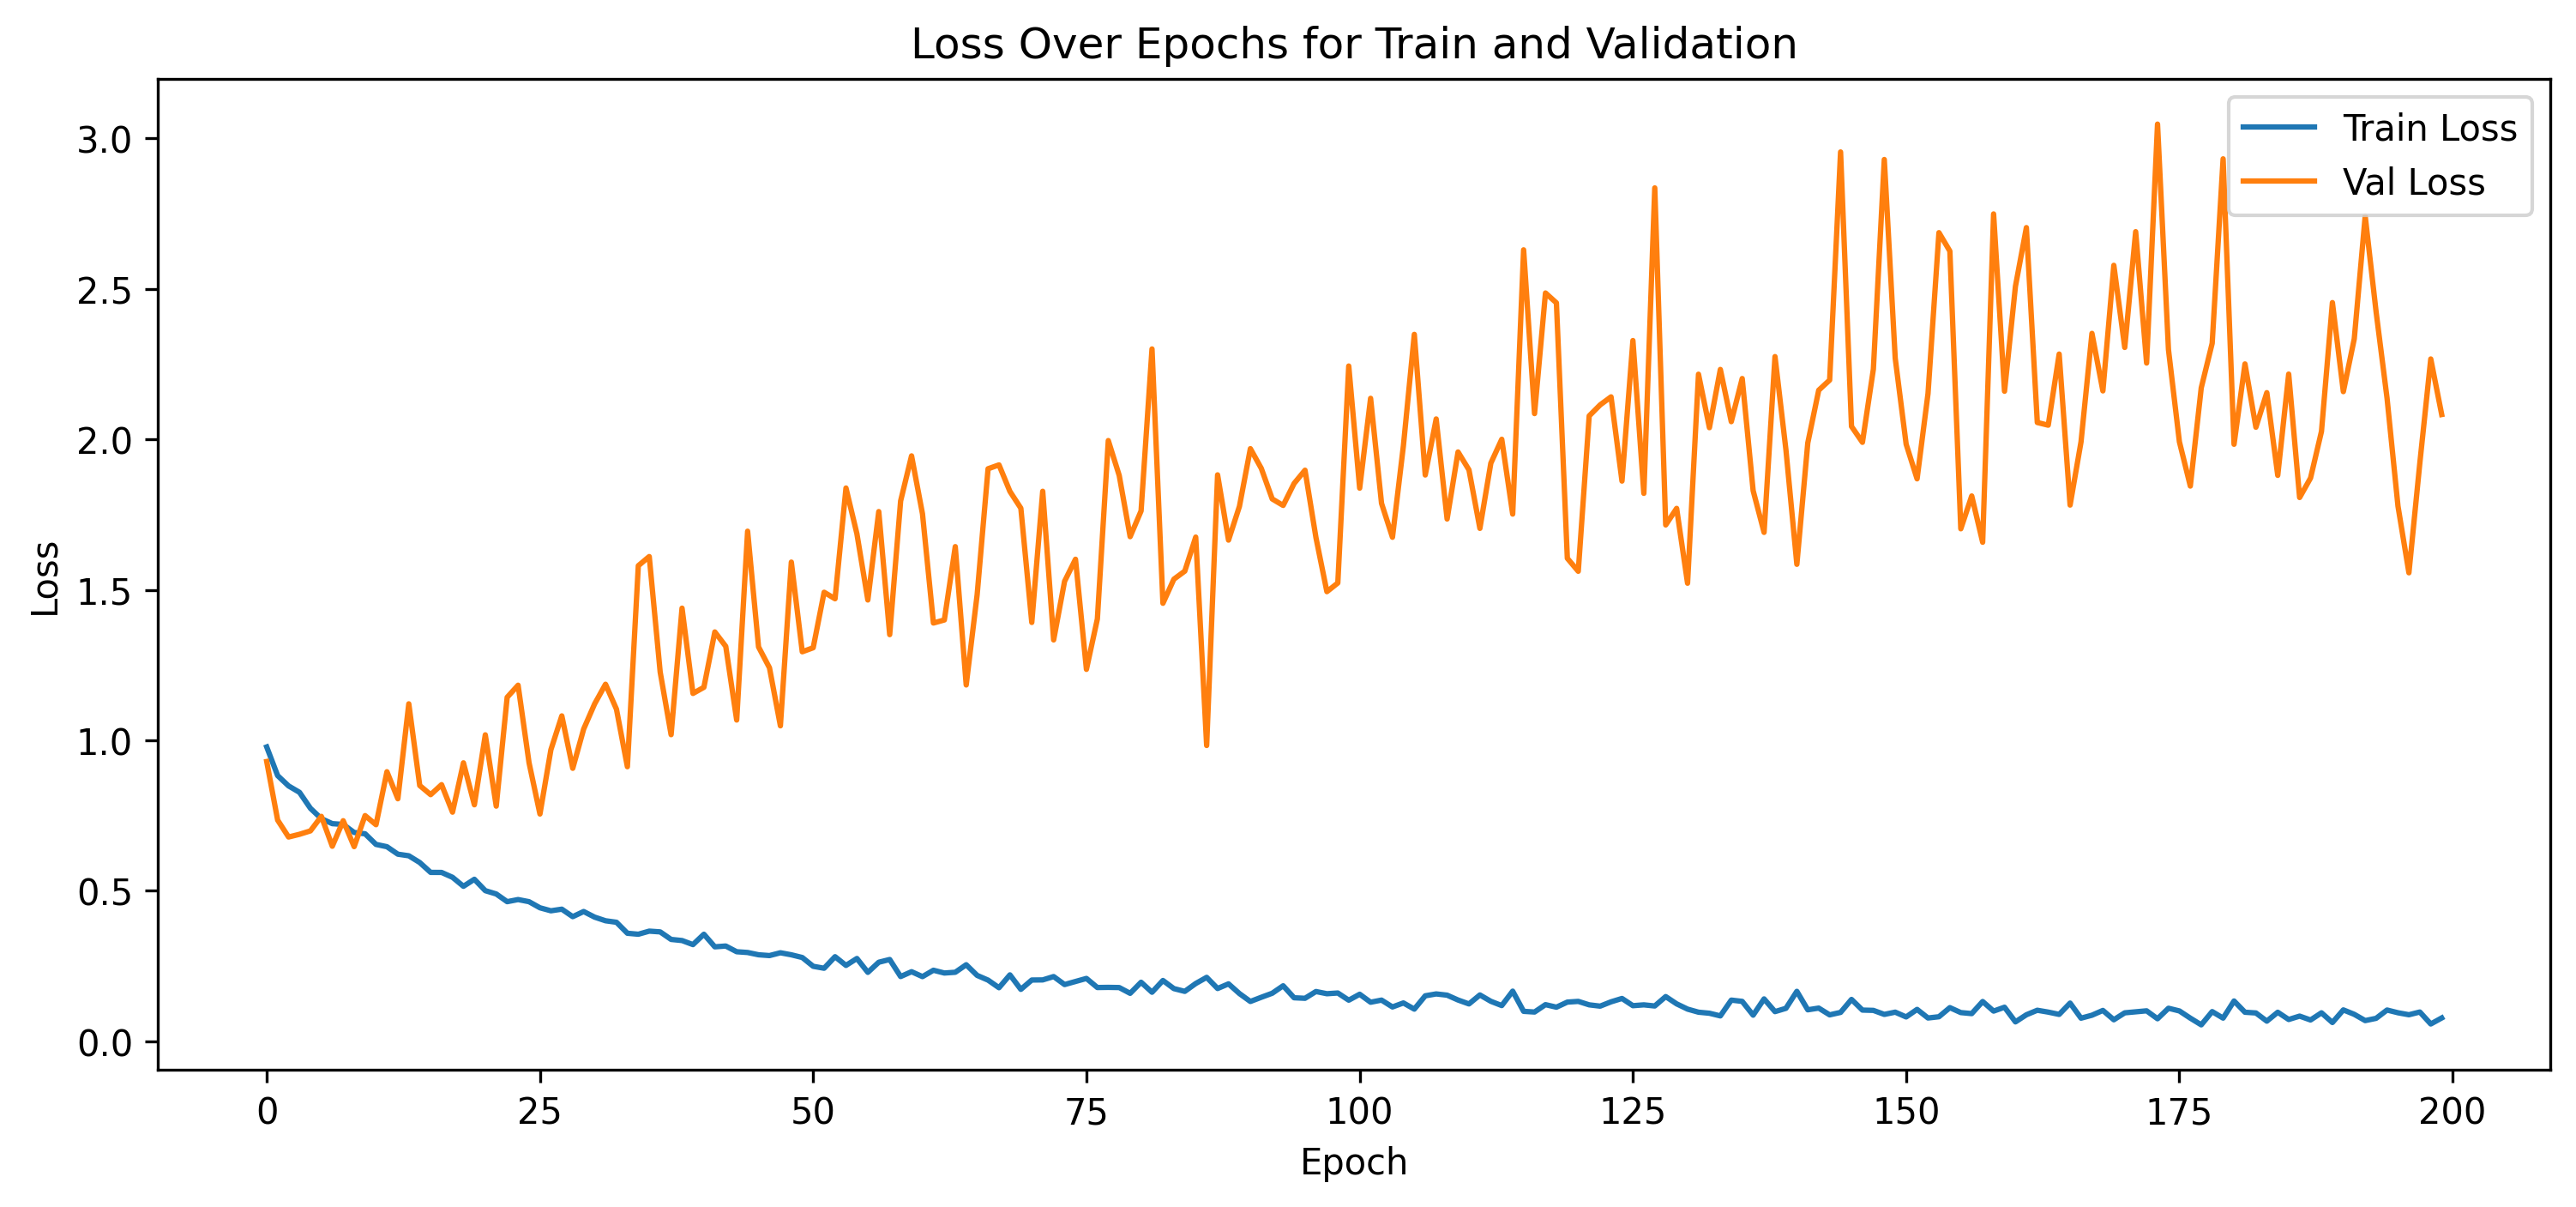 Loss Over Epochs for Train and Validation
Train Loss
Val Loss
3.0
2.5
2.0
1.5
1.0
0.5
0.0
Loss
0 25 50 75 100 125 150 175 200
Epoch